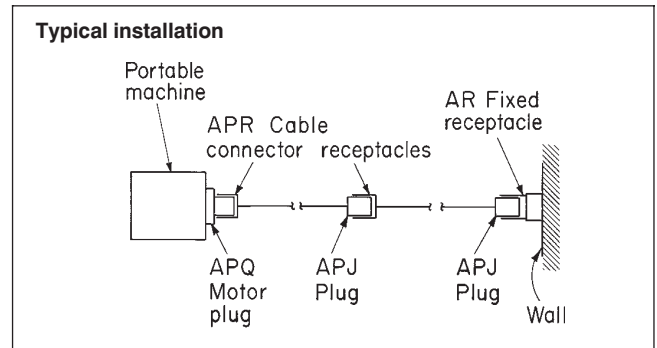 Typical installation
Portable
machine
APR Cable
connector receptacles
AR Fixed
receptacle
APQ
Motor
plug
APJ
Plug
APJ
Plug
Wall